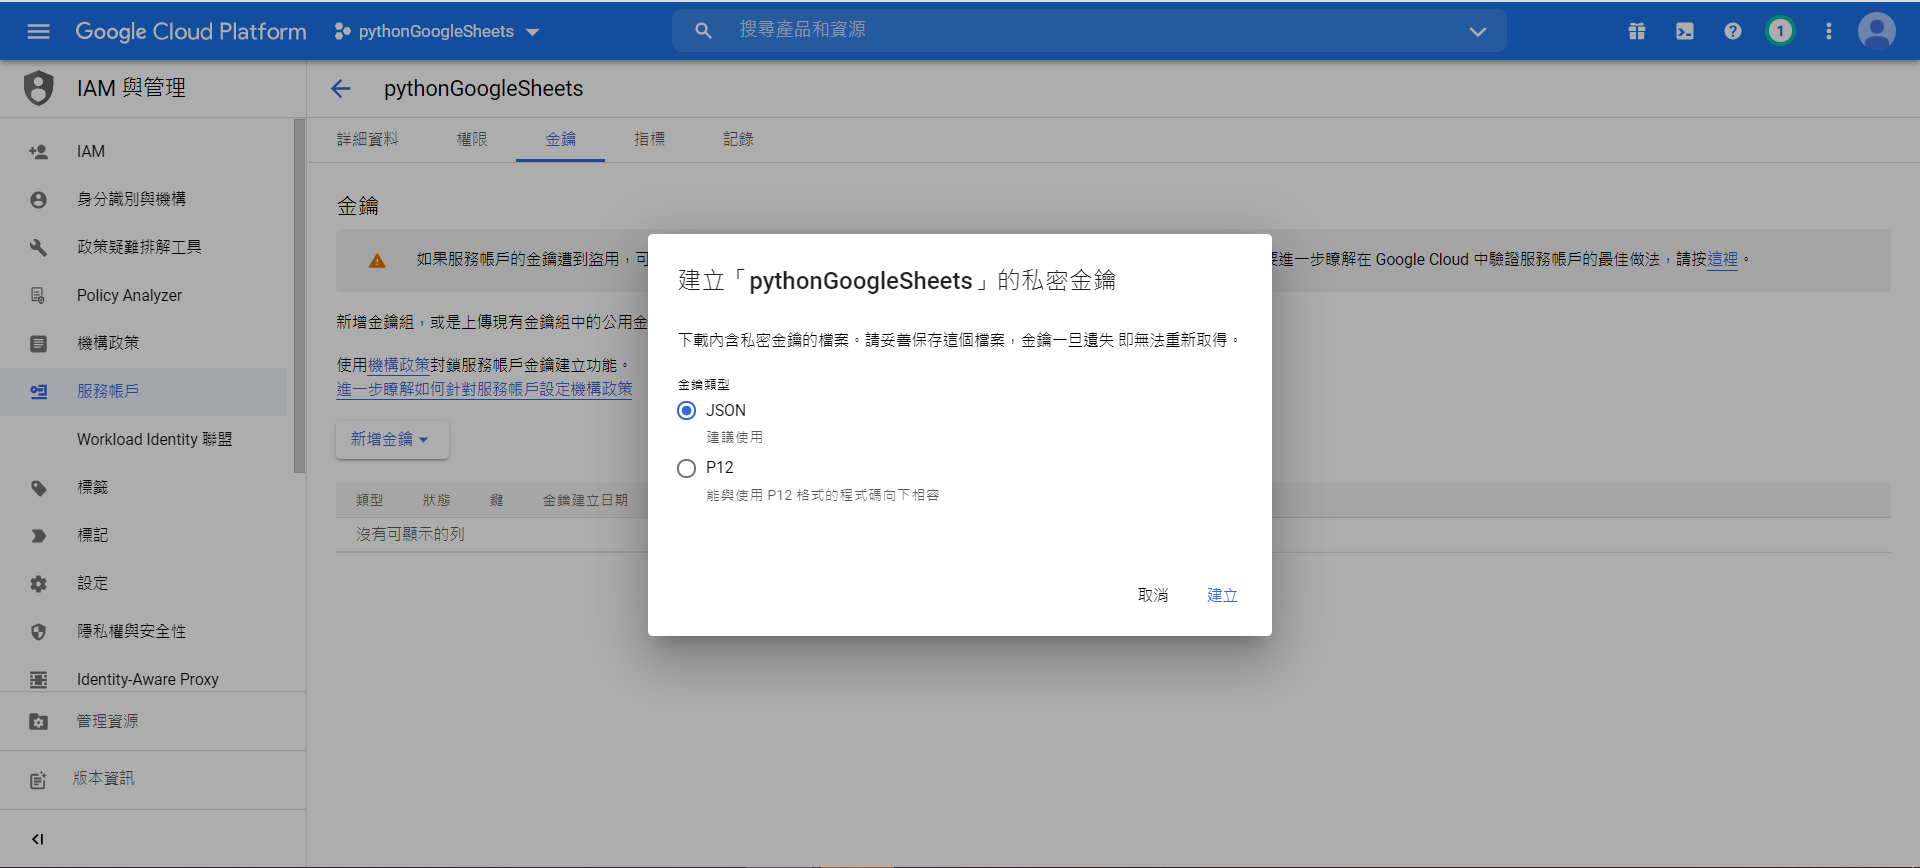 Google Cloud Platform
pythonGoogleSheets
搜尋產品和資源
1
IAM 與管理
pythonGoogleSheets
詳細資料
權限
金鑰
指標
記錄
IAM
身分識別與機構
政策疑難排解工具
Policy Analyzer
機構政策
服務帳戶
Workload Identity 聯盟
標籤
標記
設定
隱私權與安全性
Identity-Aware Proxy
管理資源
版本資訊
金鑰
如果服務帳戶的金鑰遭到盜用，可
要進一步瞭解在 Google Cloud 中驗證服務帳戶的最佳做法，請按這裡。
新增金鑰組，或是上傳現有金鑰組中的公用金
使用機構政策封鎖服務帳戶金鑰建立功能。
進一步瞭解如何針對服務帳戶設定機構政策
新增金鑰
類型 狀態 鍵 金鑰建立日期
沒有可顯示的列
建立「pythonGoogleSheets」的私密金鑰
下載內含私密金鑰的檔案。請妥善保存這個檔案，金鑰一旦遺失 即無法重新取得。
金鑰類型
JSON
建議使用
P12
能與使用 P12 格式的程式碼向下相容
取消
建立